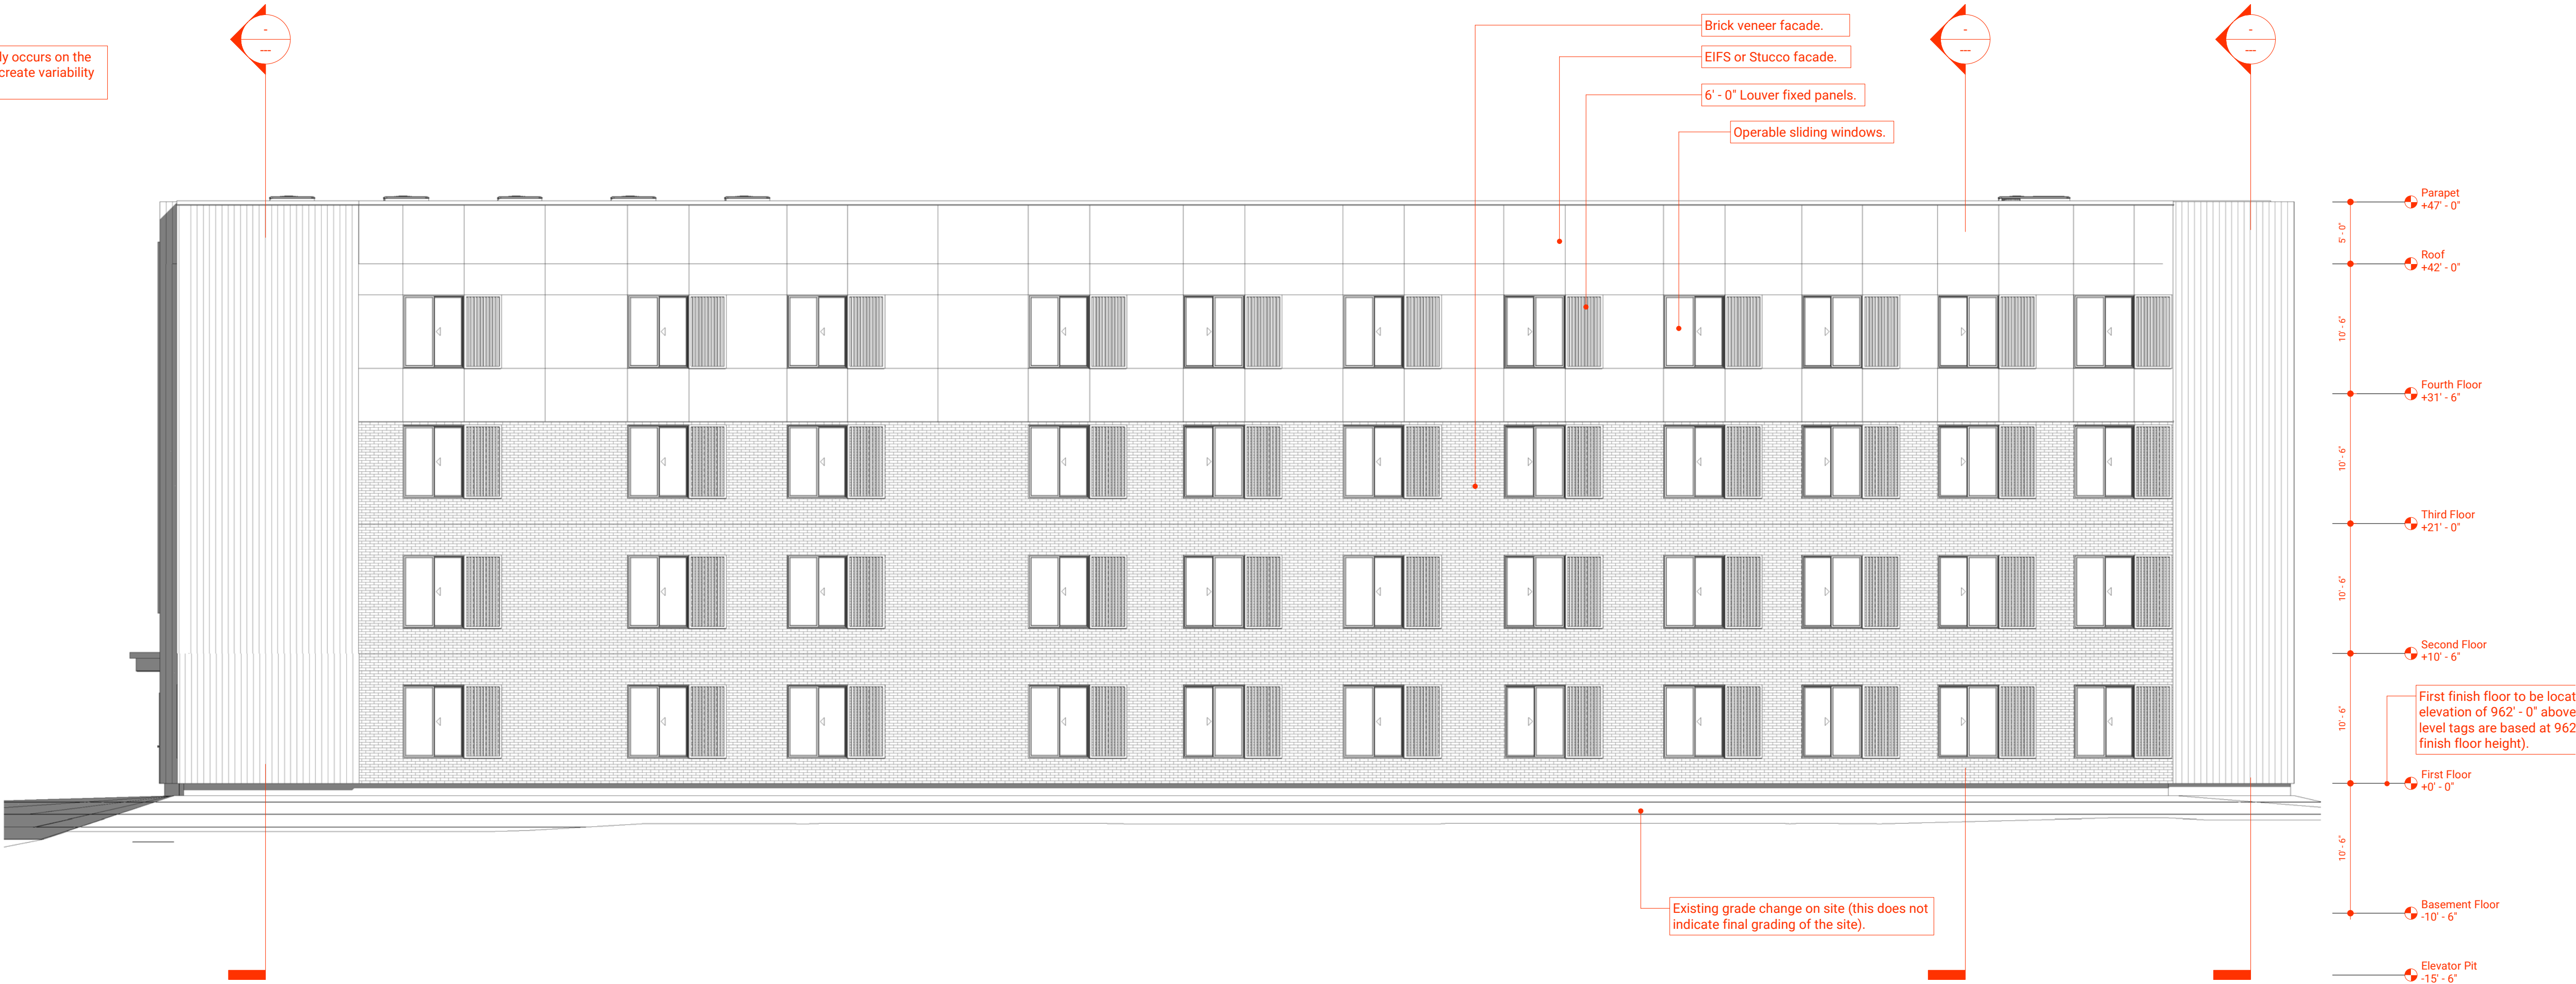 -
---
-
---
-
---
ly occurs on the
create variability
Brick veneer facade.
EIFS or Stucco facade.
6' - 0" Louver fixed panels.
Operable sliding windows.
Parapet
+47' - 0"
5' - 0"
Roof
+42' - 0"
10' - 6"
Fourth Floor
+31' - 6"
10' - 6"
Third Floor
+21' - 0"
10' - 6"
Second Floor
+10' - 6"
10' - 6"
First finish floor to be locat
elevation of 962' - 0" above
level tags are based at 962
finish floor height).
First Floor
+0' - 0"
10' - 6"
Existing grade change on site (this does not
indicate final grading of the site).
Basement Floor
-10' - 6"
Elevator Pit
-15' - 6"